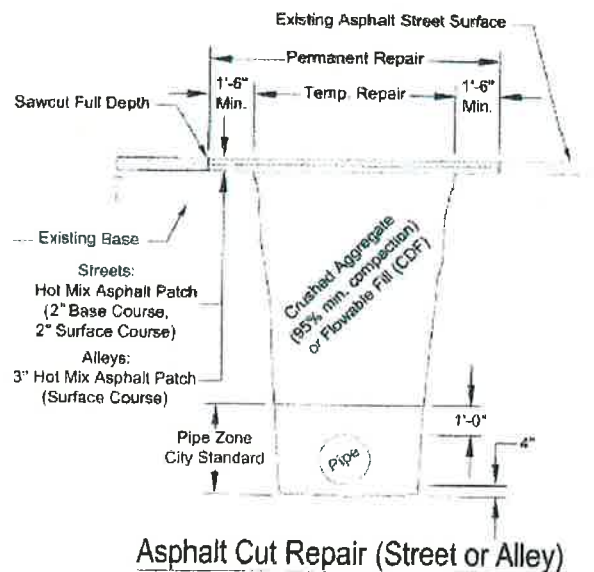 Existing Asphalt Street Surface
Permanent Repair
1'-6"
Min.
Temp. Repair
1'-6"
Min.
Sawcut Full Depth
Existing Base
Streets:
Hot Mix Asphalt Patch
(2" Base Course,
2" Surface Course)
Alleys:
3" Hot Mix Asphalt Patch
(Surface Course)
Crushed Aggregate
(95% min. compaction)
or Flowable Fill (CDF)
Pipe Zone
City Standard
Pipe
1'-0"
4"
Asphalt Cut Repair (Street or Alley)